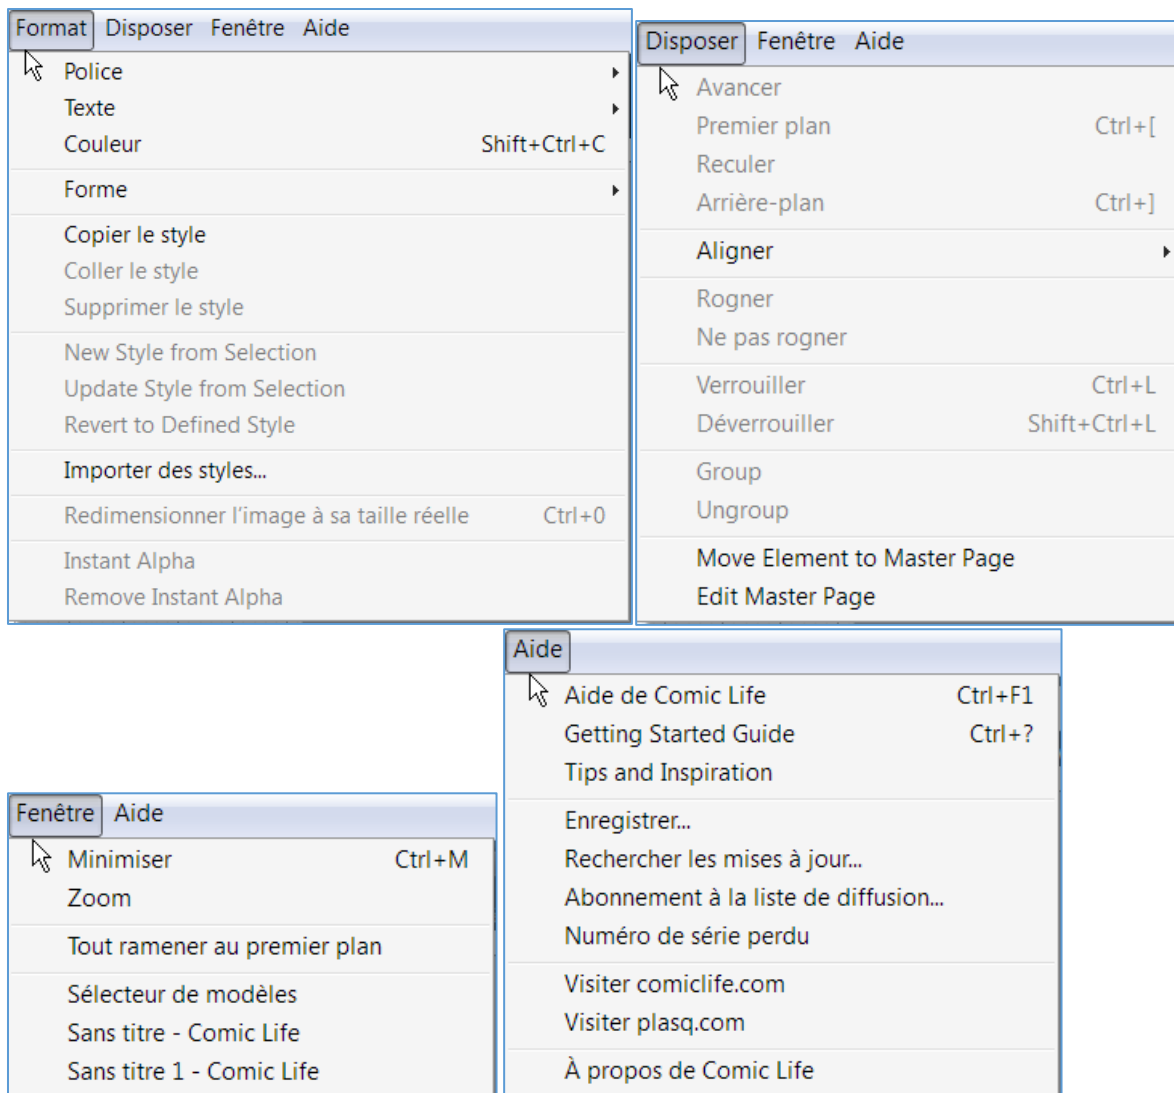 Format Disposer Fenêtre Aide
Police
Texte
Couleur Shift+Ctrl+C
Forme
Copier le style
Coller le style
Supprimer le style
New Style from Selection
Update Style from Selection
Revert to Defined Style
Importer des styles...
Redimensionner l'image à sa taille réelle Ctrl+0
Instant Alpha
Remove Instant Alpha
Disposer Fenêtre Aide
Avancer
Premier plan Ctrl+[
Reculer
Arrière-plan Ctrl+]
Aligner
Rogner
Ne pas rogner
Verrouiller Ctrl+L
Déverrouiller Shift+Ctrl+L
Group
Ungroup
Move Element to Master Page
Edit Master Page
Fenêtre Aide
Minimiser Ctrl+M
Zoom
Tout ramener au premier plan
Sélecteur de modèles
Sans titre - Comic Life
Sans titre 1 - Comic Life
Aide
Aide de Comic Life Ctrl+F1
Getting Started Guide Ctrl+?
Tips and Inspiration
Enregistrer...
Rechercher les mises à jour...
Abonnement à la liste de diffusion...
Numéro de série perdu
Visiter comiclife.com
Visiter plasq.com
À propos de Comic Life